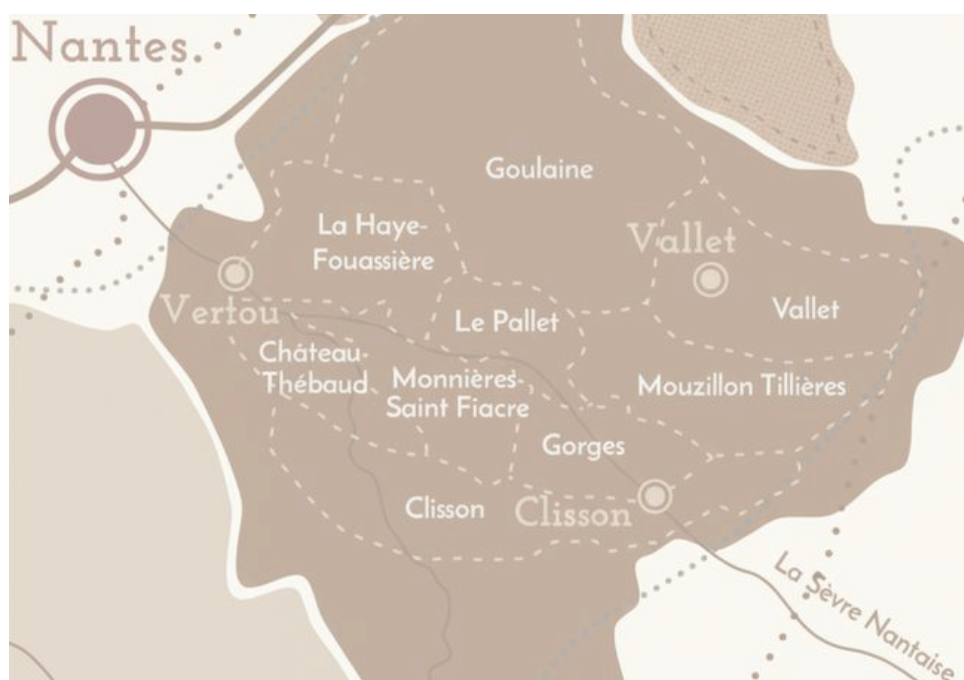 Nantes
Goulaine
La Haye-
Fouassière
Vallet
Vertou
Vallet
Le Pallet
Château-
Thébaud
Monnières-
Saint Fiacre
Mouzillon Tillières
Gorges
Clisson
Clisson
La Sèvre Nantaise